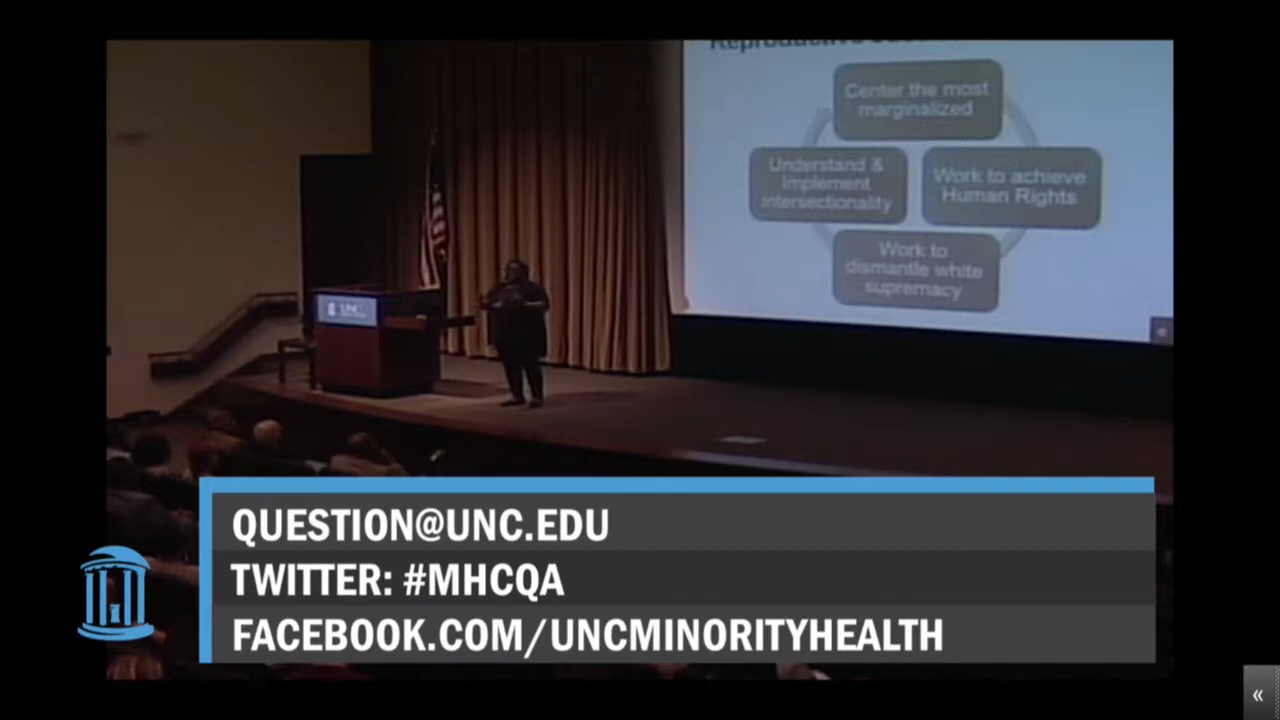 Center the most
marginalized
Understand &
Implement
intersectionality
Work to achieve
Human Rights
Work to
dismantle white
supremacy
UNC
QUESTION@UNC.EDU
TWITTER: #MHCQA
FACEBOOK.COM/UNCMINORITYHEALTH